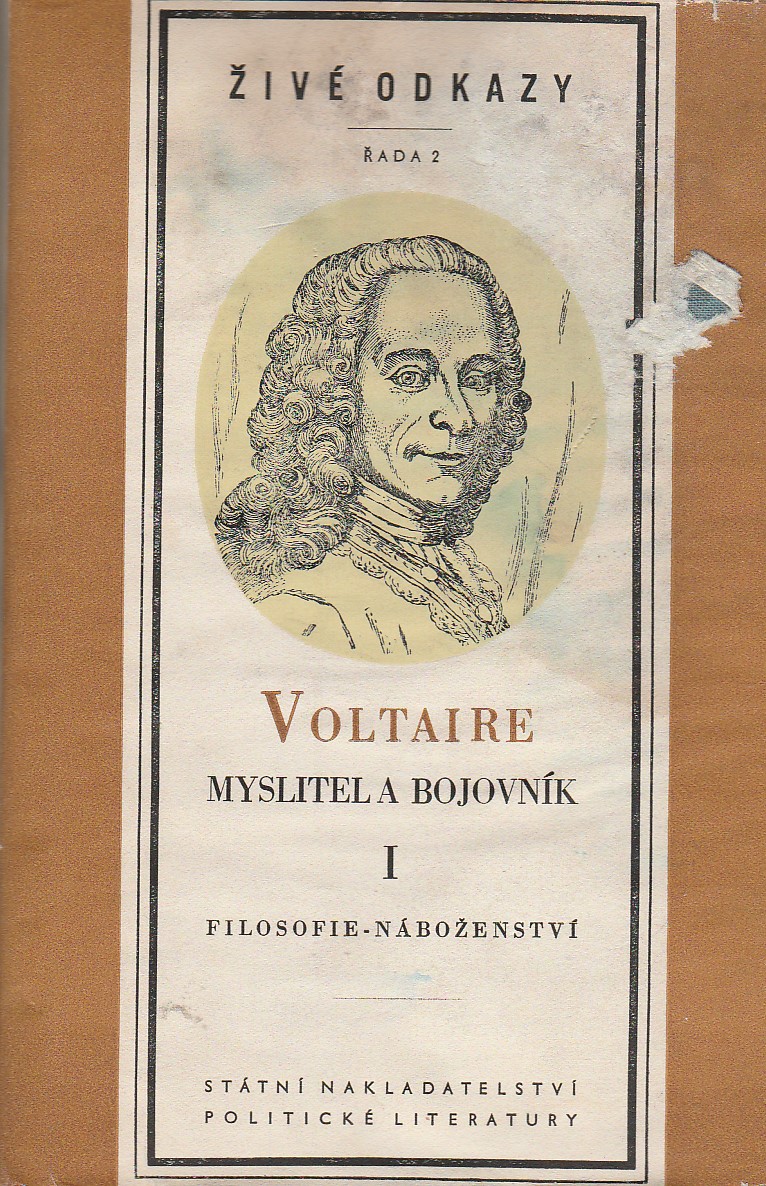 ŽIVÉ ODKAZY
ŘADA 2
VOLTAIRE
MYSLITEL A BOJOVNÍK
I
FILOSOFIE-NÁBOŽENSTVÍ
STÁTNÍ NAKLADATELSTVÍ
POLITICKÉ LITERATURY